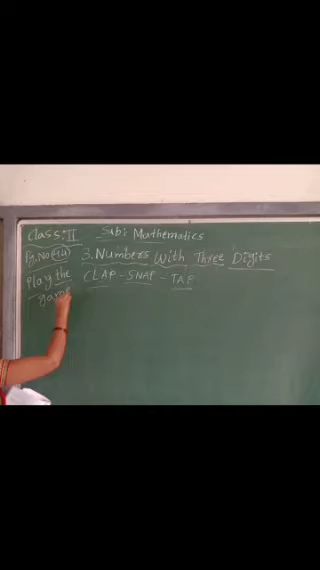 Class: II Sub: Mathematics
Pg. No 44 3. Numbers With Three Digits
Play the CLAP - SNAP - TAP
game